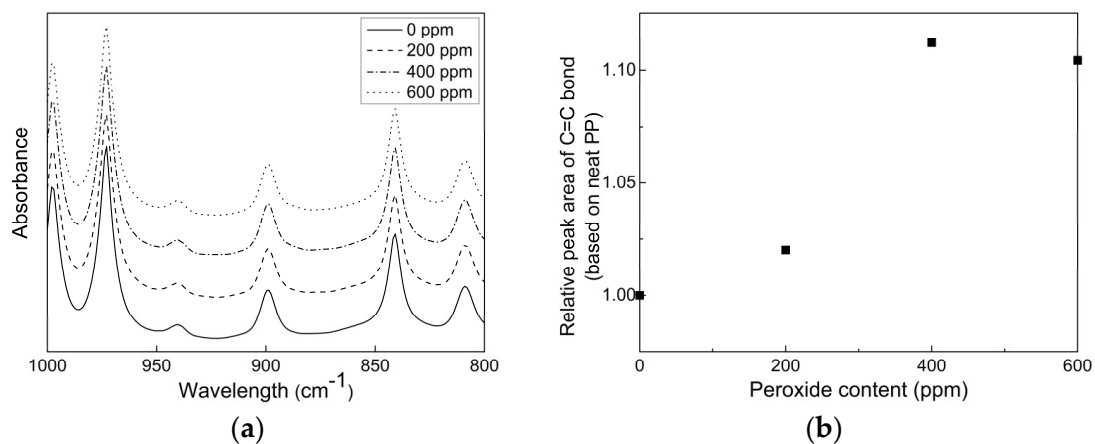 0 ppm
200 ppm
400 ppm
600 ppm
Absorbance
1000 950 900 850 800
Wavelength (cm-1)
(a)
Relative peak area of C=C bond
(based on neat PP)
1.10
1.05
1.00
0 200 400 600
Peroxide content (ppm)
(b)